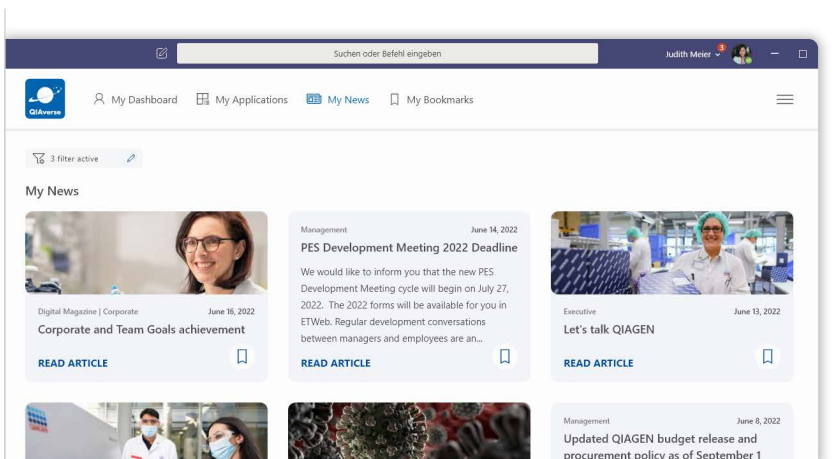 Suchen oder Befehl eingeben
Judith Meier
3
QIAverse
My Dashboard
My Applications
My News
My Bookmarks
3 filter active
My News
Digital Magazine | Corporate
June 16, 2022
Corporate and Team Goals achievement
READ ARTICLE
Management
June 14, 2022
PES Development Meeting 2022 Deadline
We would like to inform you that the new PES
Development Meeting cycle will begin on July 27,
2022. The 2022 forms will be available for you in
ETWeb. Regular development conversations
between managers and employees are an...
READ ARTICLE
Executive
June 13, 2022
Let's talk QIAGEN
READ ARTICLE
Management
June 8, 2022
Updated QIAGEN budget release and
procurement policy as of September 1